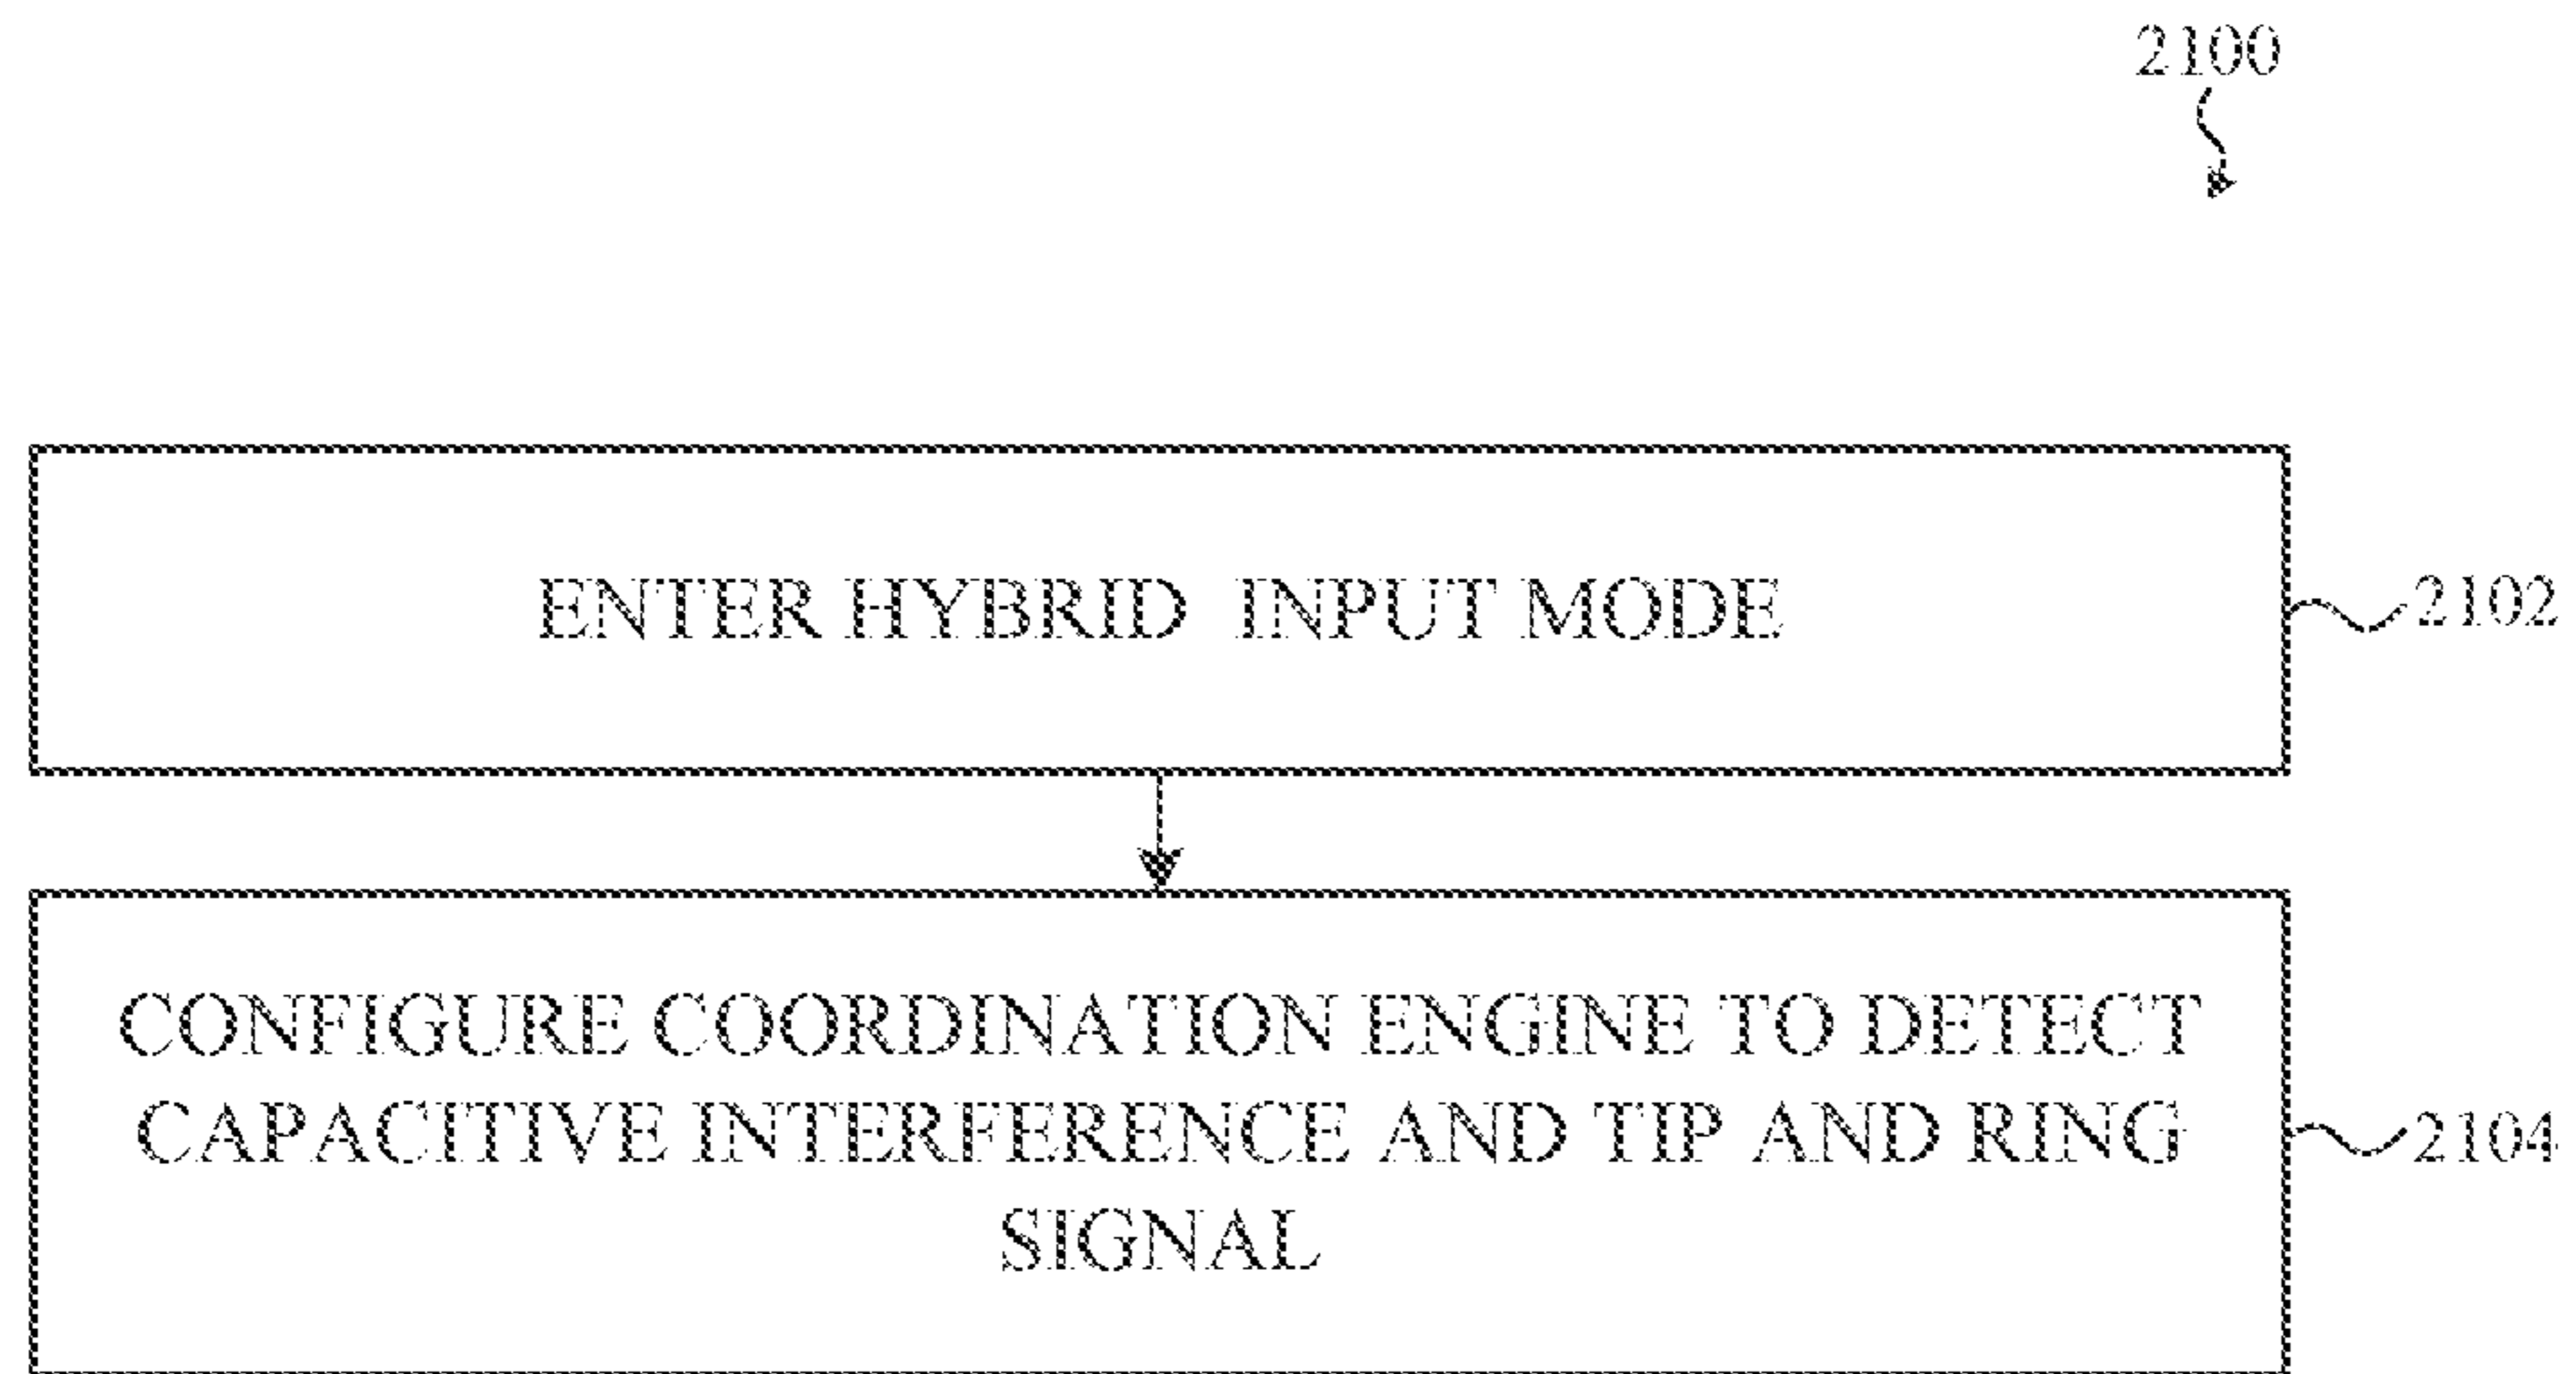 2100
ENTER HYBRID INPUT MODE
2102
CONFIGURE COORDINATION ENGINE TO DETECT
CAPACITIVE INTERFERENCE AND TIP AND RING
SIGNAL
2104